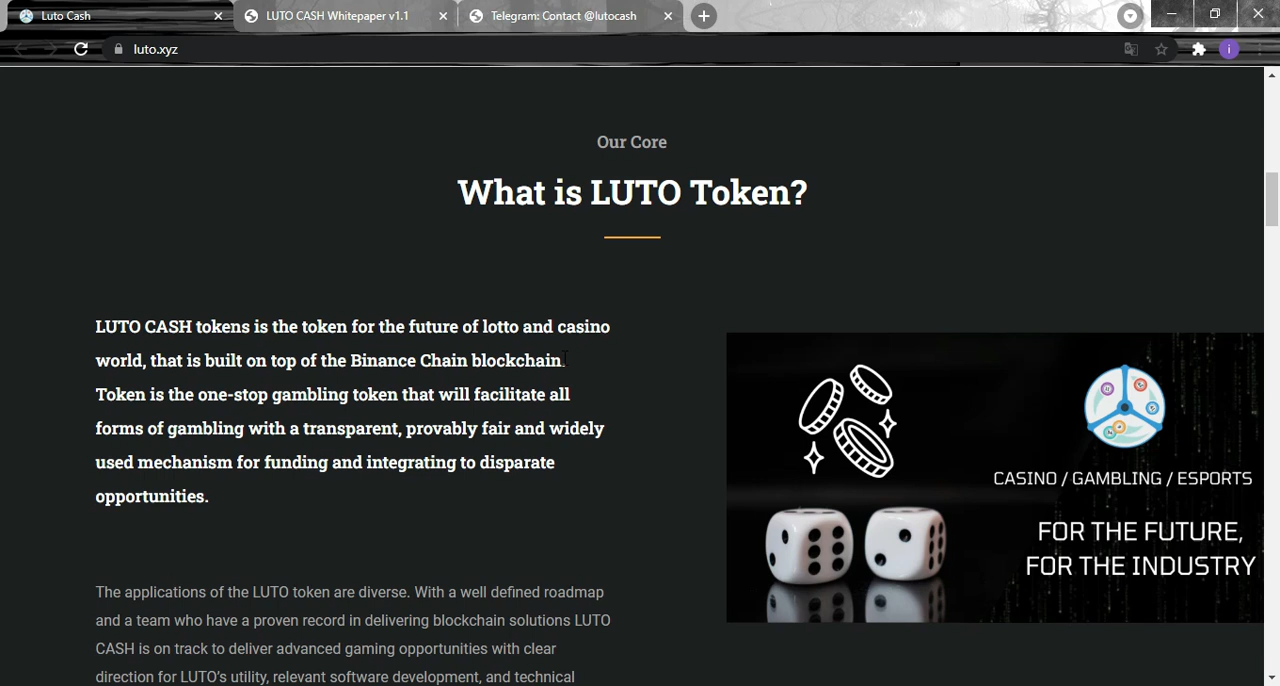 Luto Cash
LUTO CASH Whitepaper v1.1
Telegram: Contact @lutocash
luto.xyz
i
Our Core
What is LUTO Token?
LUTO CASH tokens is the token for the future of lotto and casino
world, that is built on top of the Binance Chain blockchain.
Token is the one-stop gambling token that will facilitate all
forms of gambling with a transparent, provably fair and widely
used mechanism for funding and integrating to disparate
opportunities.
The applications of the LUTO token are diverse. With a well defined roadmap
and a team who have a proven record in delivering blockchain solutions LUTO
CASH is on track to deliver advanced gaming opportunities with clear
direction for LUTO's utility, relevant software development, and technical
CASINO / GAMBLING / ESPORTS
FOR THE FUTURE,
FOR THE INDUSTRY